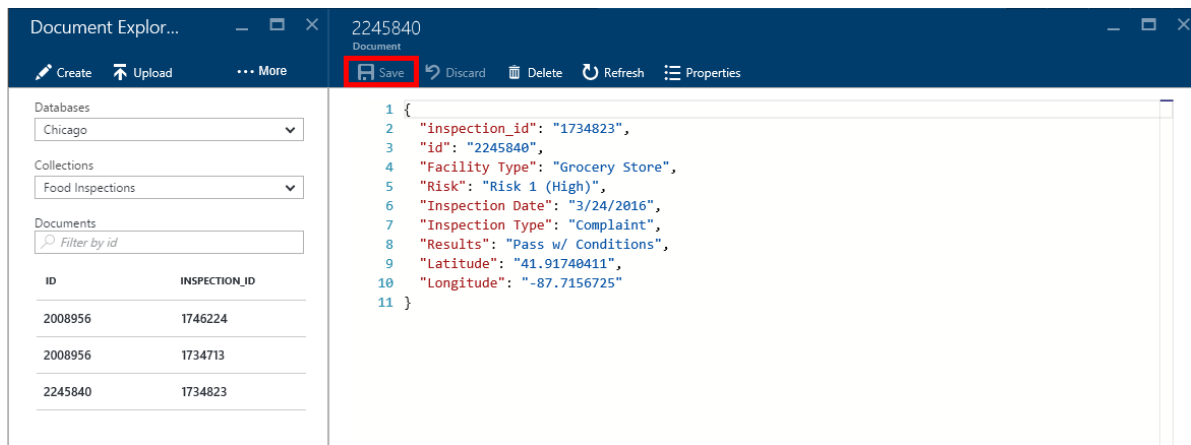 Document Explor...
Create Upload ••• More
Databases
Chicago
Collections
Food Inspections
Documents
Filter by id
ID INSPECTION_ID
2008956 1746224
2008956 1734713
2245840 1734823
2245840
Document
Save Discard Delete Refresh Properties
1 {
2 "inspection_id": "1734823",
3 "id": "2245840",
4 "Facility Type": "Grocery Store",
5 "Risk": "Risk 1 (High)",
6 "Inspection Date": "3/24/2016",
7 "Inspection Type": "Complaint",
8 "Results": "Pass w/ Conditions",
9 "Latitude": "41.91740411",
10 "Longitude": "-87.7156725"
11 }